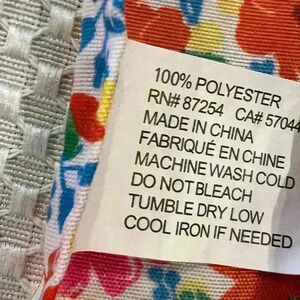 100% POLYESTER
RN# 87254 CA# 57044
MADE IN CHINA
FABRIQUÉ EN CHINE
MACHINE WASH COLD
DO NOT BLEACH
TUMBLE DRY LOW
COOL IRON IF NEEDED